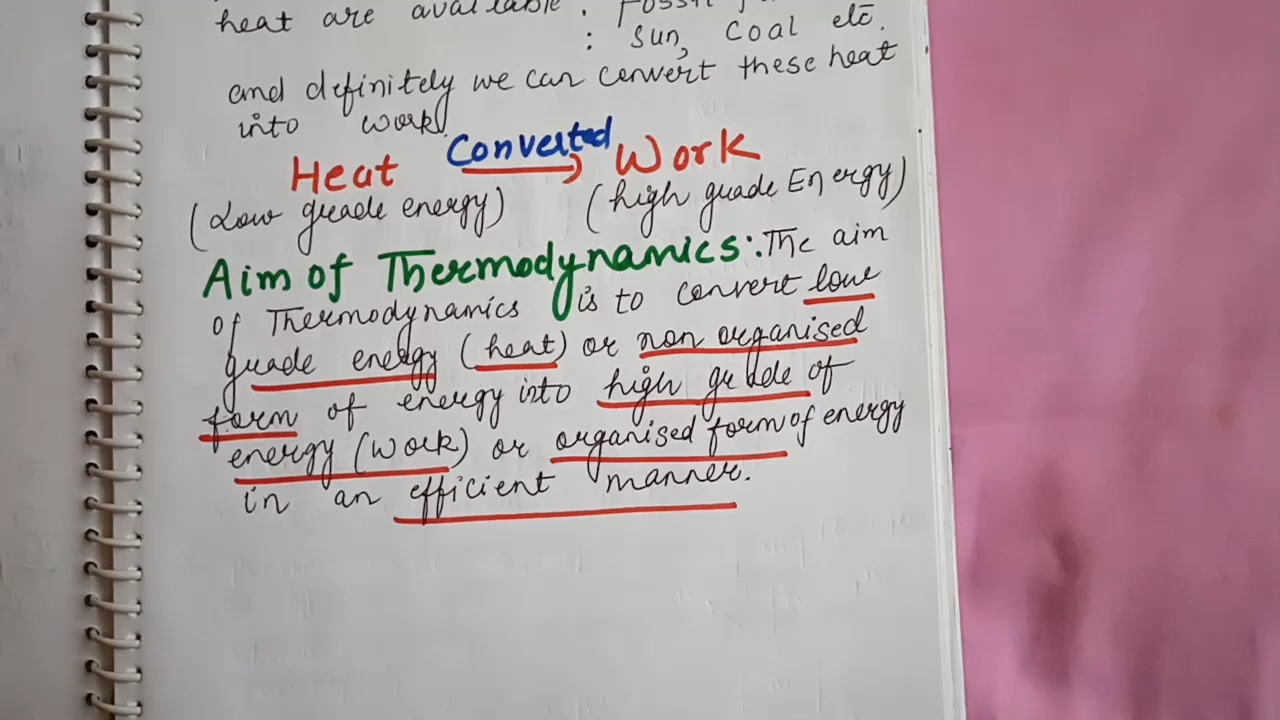 heat are available : Fossil
: Sun, Coal etc.
and definitely we can convert these heat
into work.
Heat Converted Work
(Low grade energy) (high grade Energy)
Aim of Thermodynamics:. The aim
of Thermodynamics is to convert low
grade energy (heat) or non organised
form of energy into high grade of
energy (work) or organised form of energy
in an efficient manner.